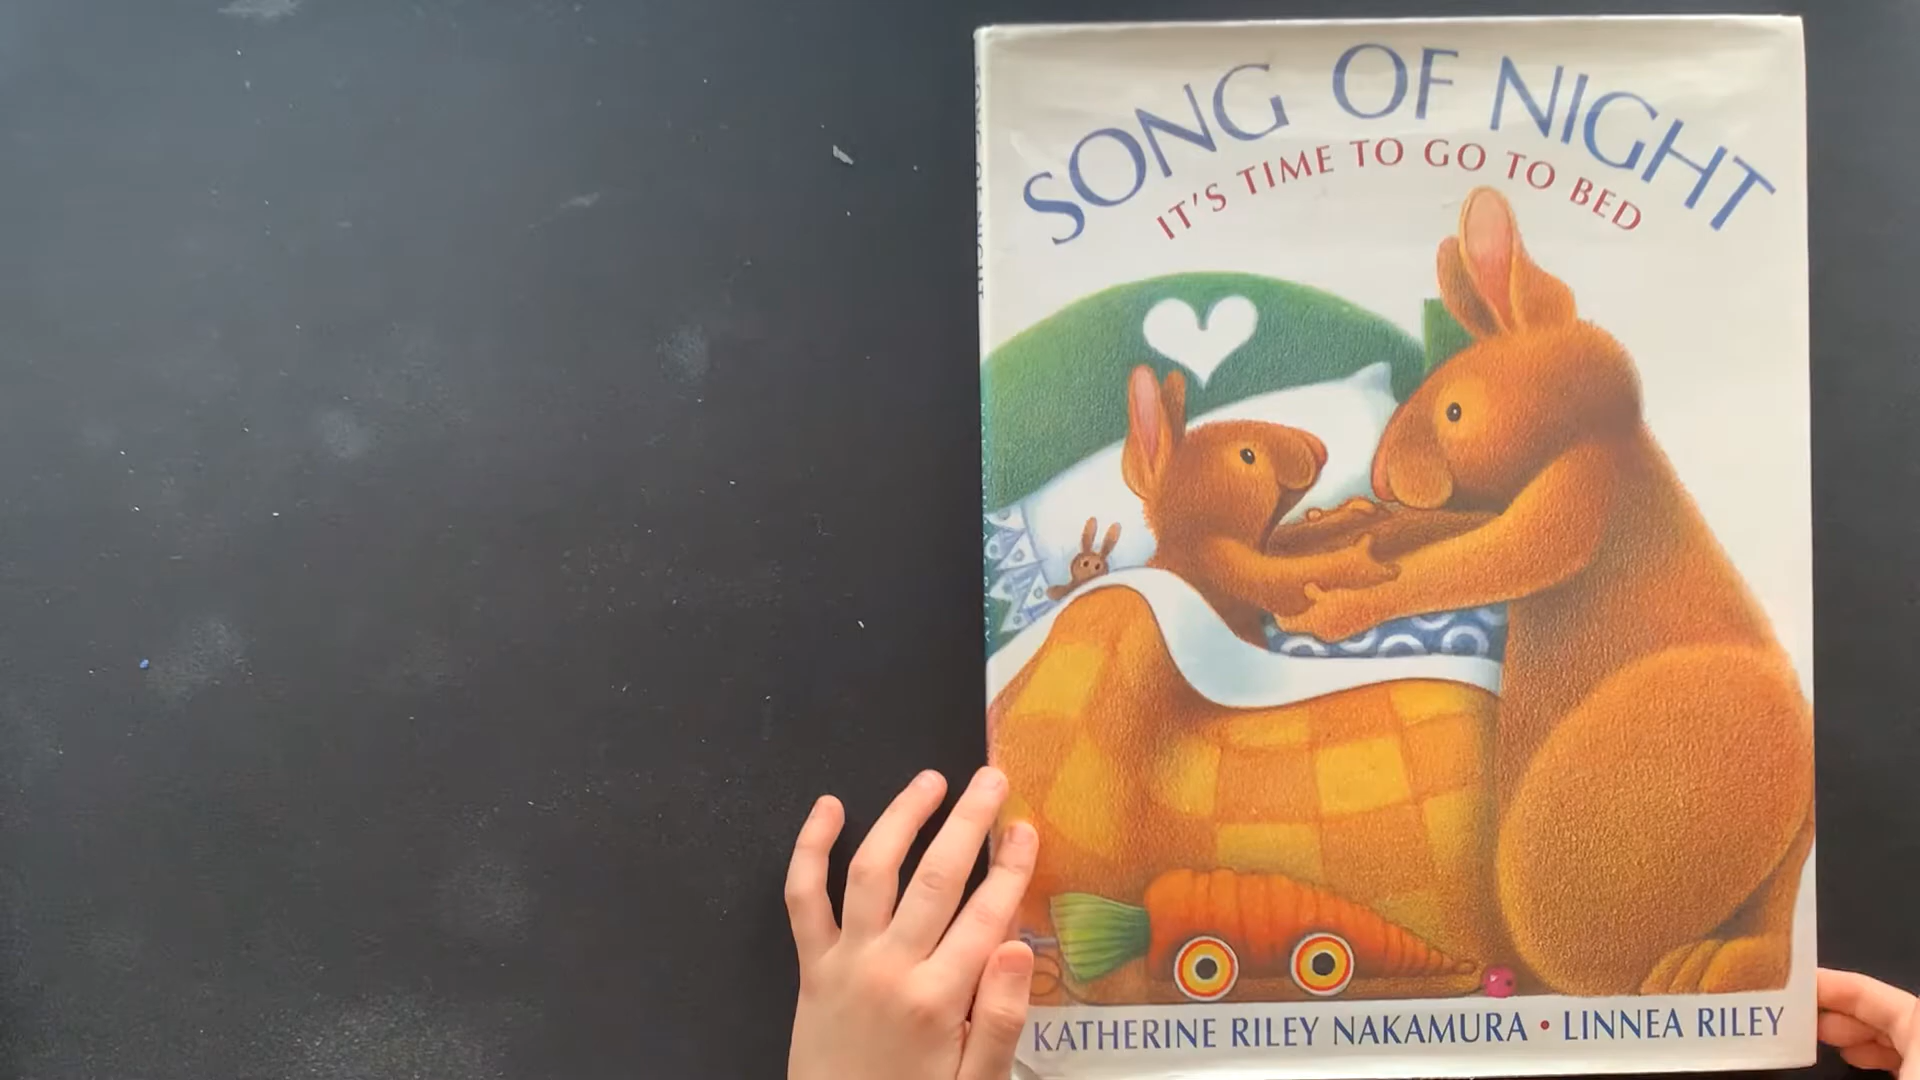 SONG OF NIGHT
IT'S TIME TO GO TO BED
KATHERINE RILEY NAKAMURA • LINNEA RILEY